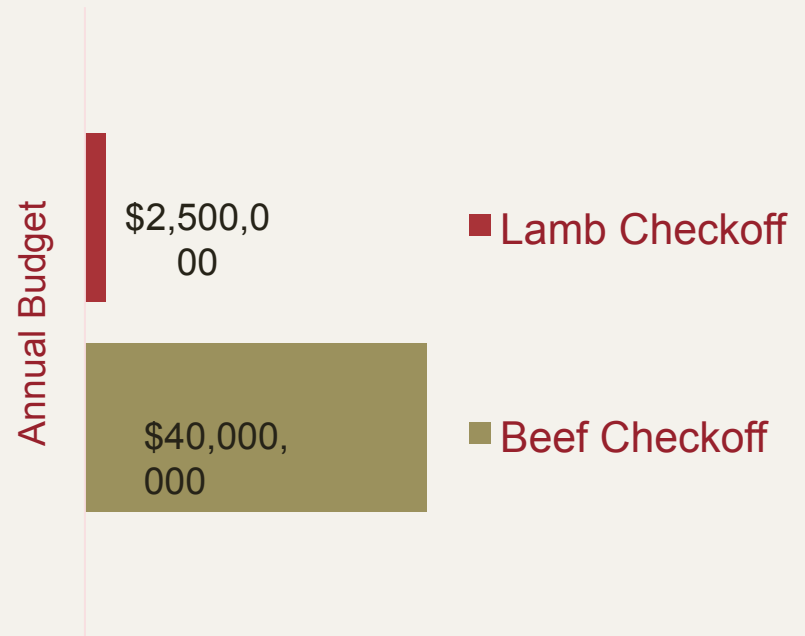 Annual Budget
$2,500,0
00
Lamb Checkoff
$40,000,
000
Beef Checkoff